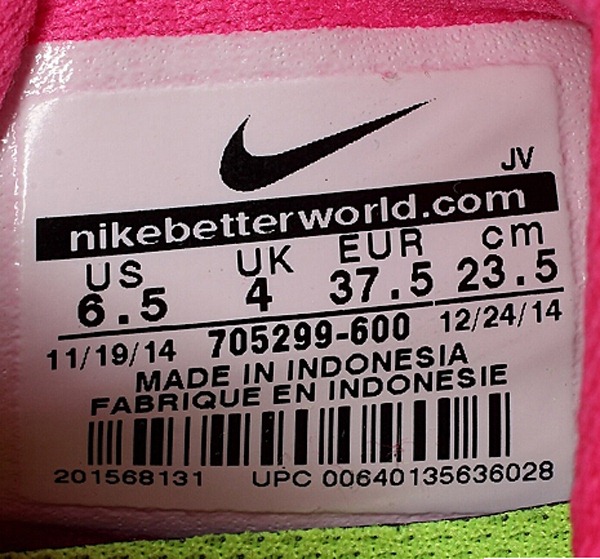 JV
nikebetterworld.com
US UK EUR cm
6.5 4 37.5 23.5
11/19/14 705299-600 12/24/14
MADE IN INDONESIA
FABRIQUE EN INDONESIE
201568131 UPC 00640135636028